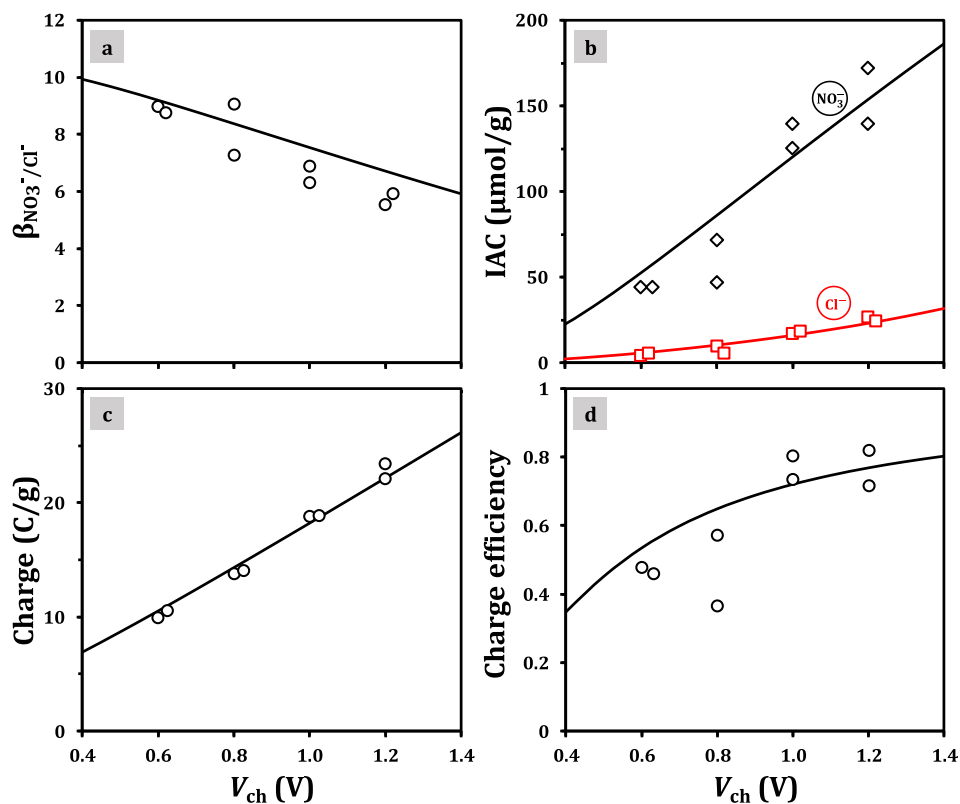 a
12
10
8
6
4
2
0
βNO₃⁻/Cl⁻
b
200
150
100
50
0
IAC (μmol/g)
NO₃⁻
Cl⁻
c
30
20
10
0
Charge (C/g)
0.4 0.6 0.8 1.0 1.2 1.4
Vch (V)
d
1
0.8
0.6
0.4
0.2
0
Charge efficiency
0.4 0.6 0.8 1.0 1.2 1.4
Vch (V)